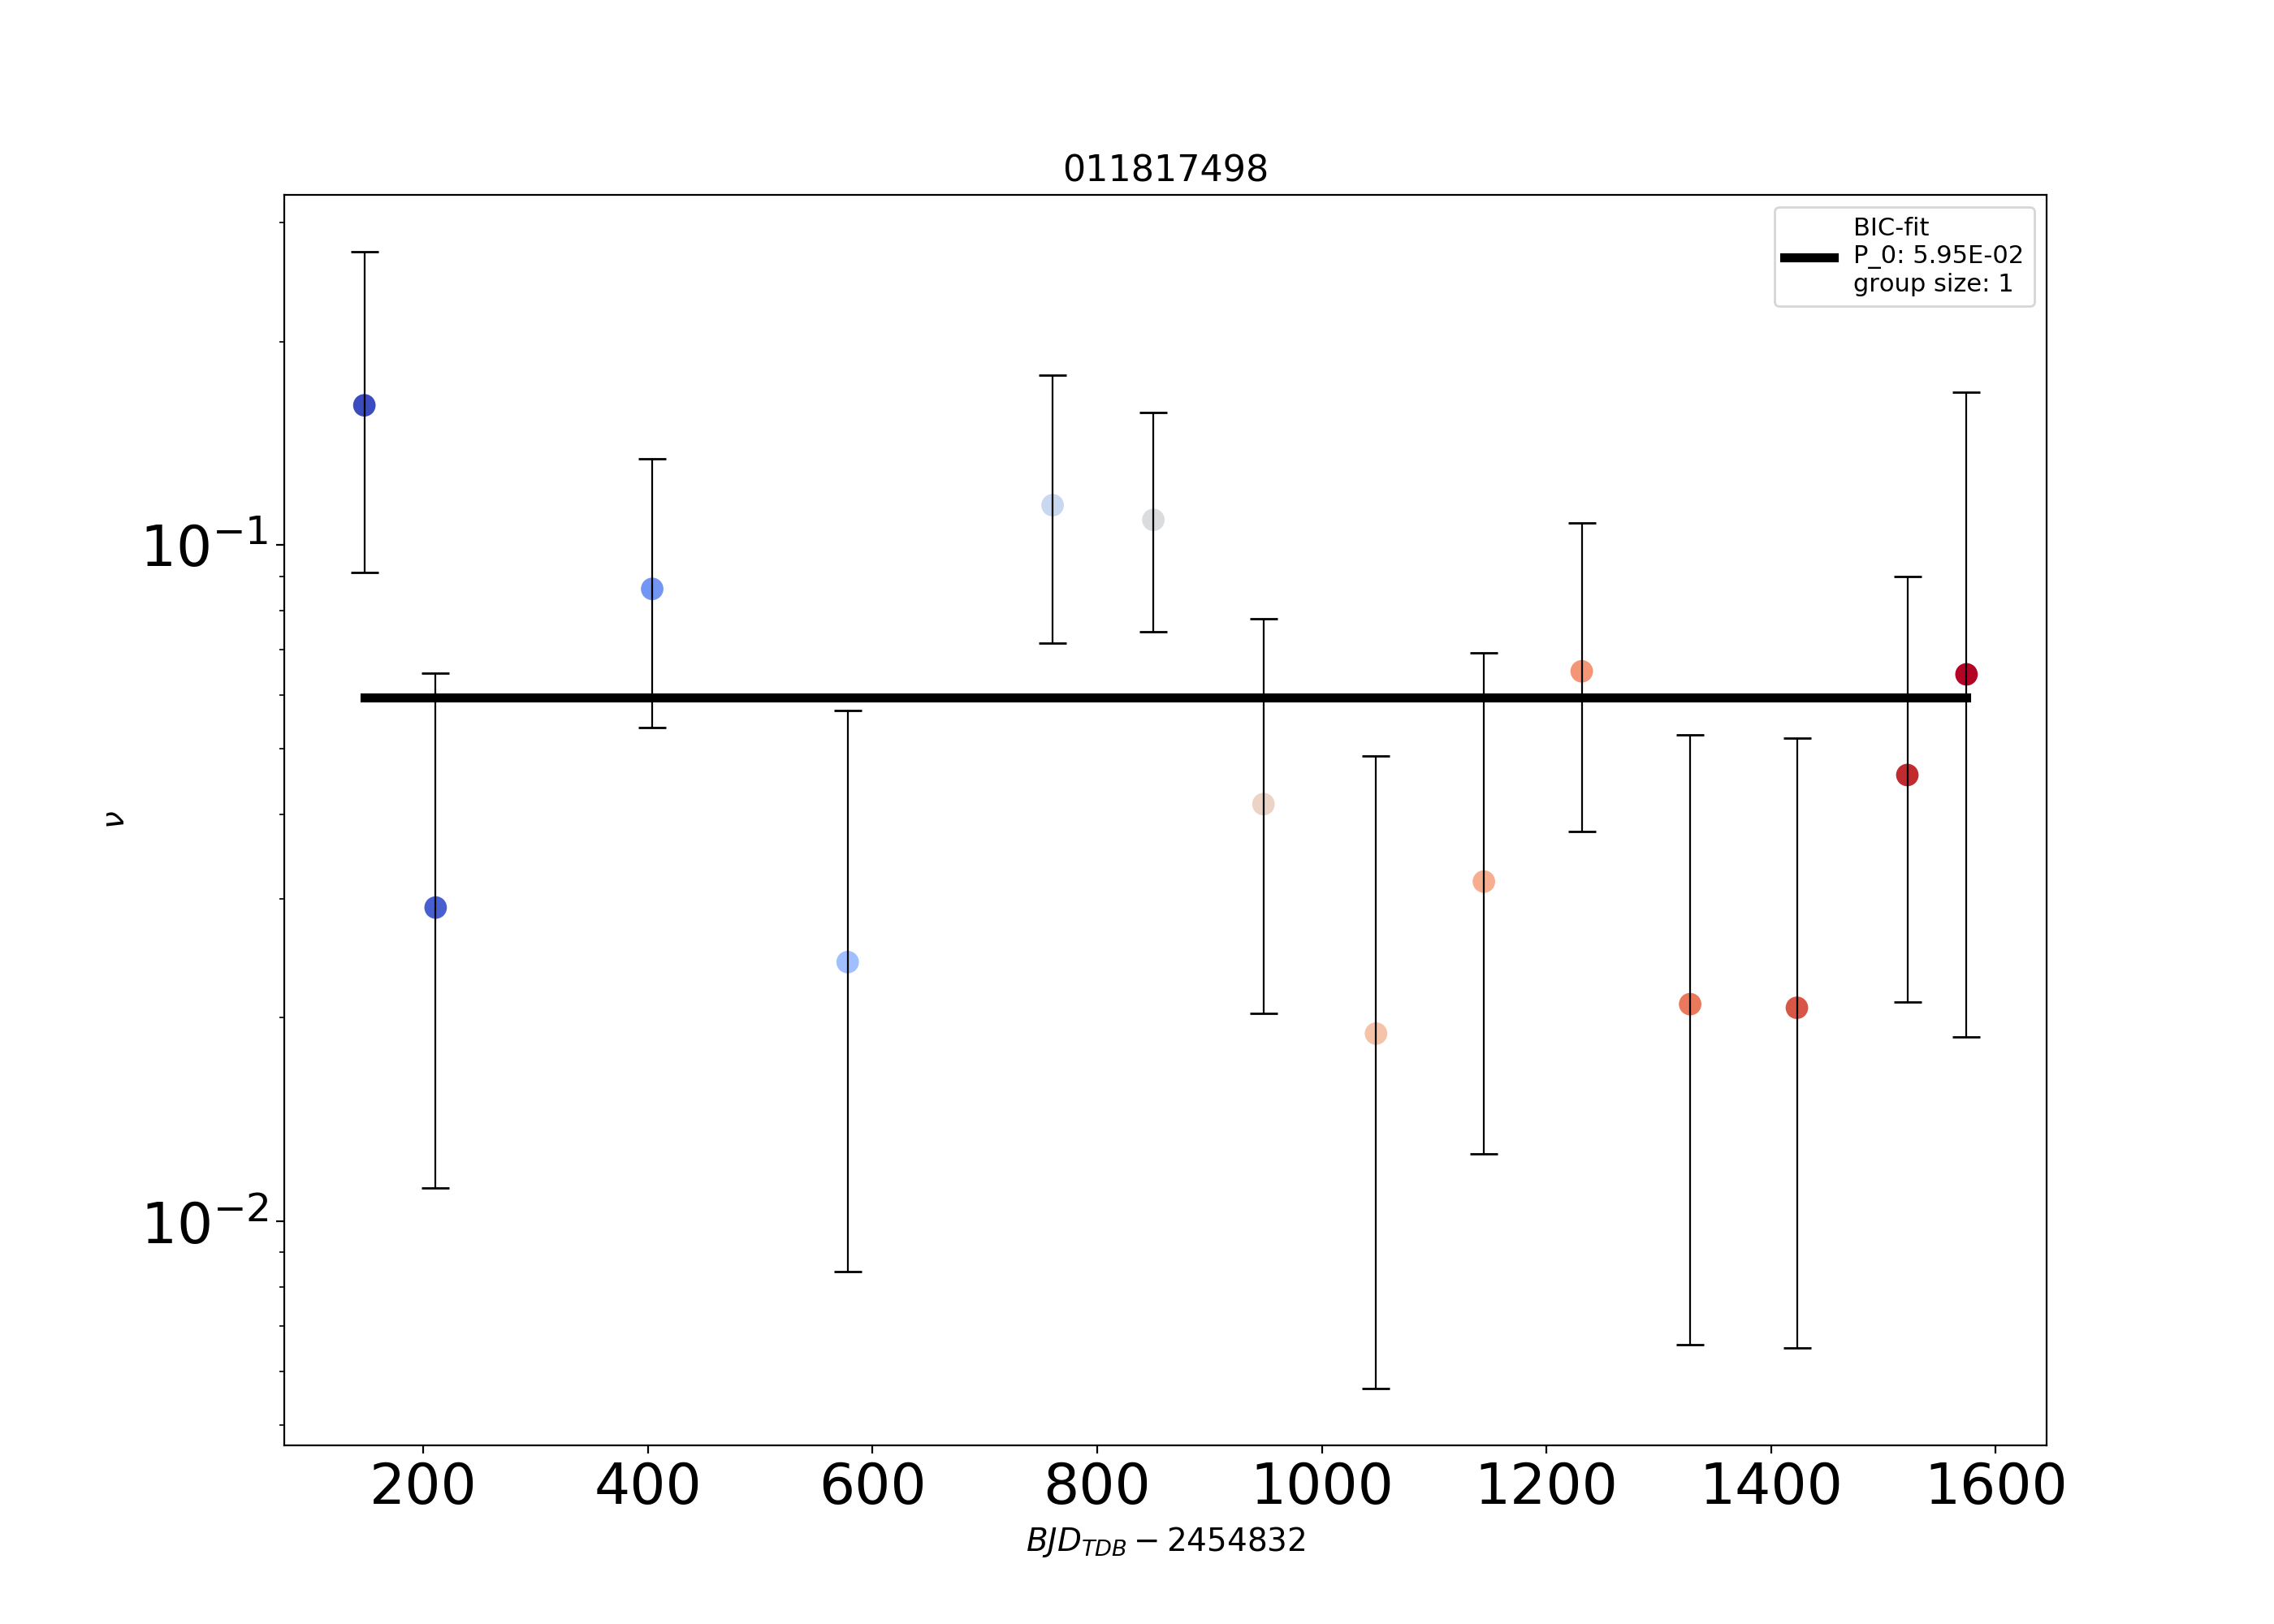 011817498
BIC-fit
P_0: 5.95E-02
group size: 1
10⁻¹
10⁻²
ν
200 400 600 800 1000 1200 1400 1600
BJD_TDB − 2454832